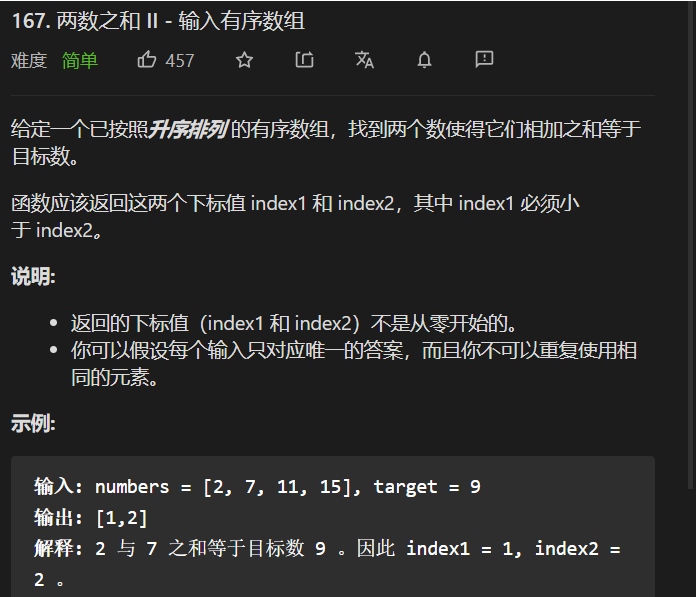 167. 两数之和 II - 输入有序数组
难度 简单 457
给定一个已按照升序排列 的有序数组，找到两个数使得它们相加之和等于
目标数。
函数应该返回这两个下标值 index1 和 index2，其中 index1 必须小
于 index2。
说明:
• 返回的下标值（index1 和 index2）不是从零开始的。
• 你可以假设每个输入只对应唯一的答案，而且你不可以重复使用相
同的元素。
示例:
输入: numbers = [2, 7, 11, 15], target = 9
输出: [1,2]
解释: 2 与 7 之和等于目标数 9 。因此 index1 = 1, index2 =
2 。